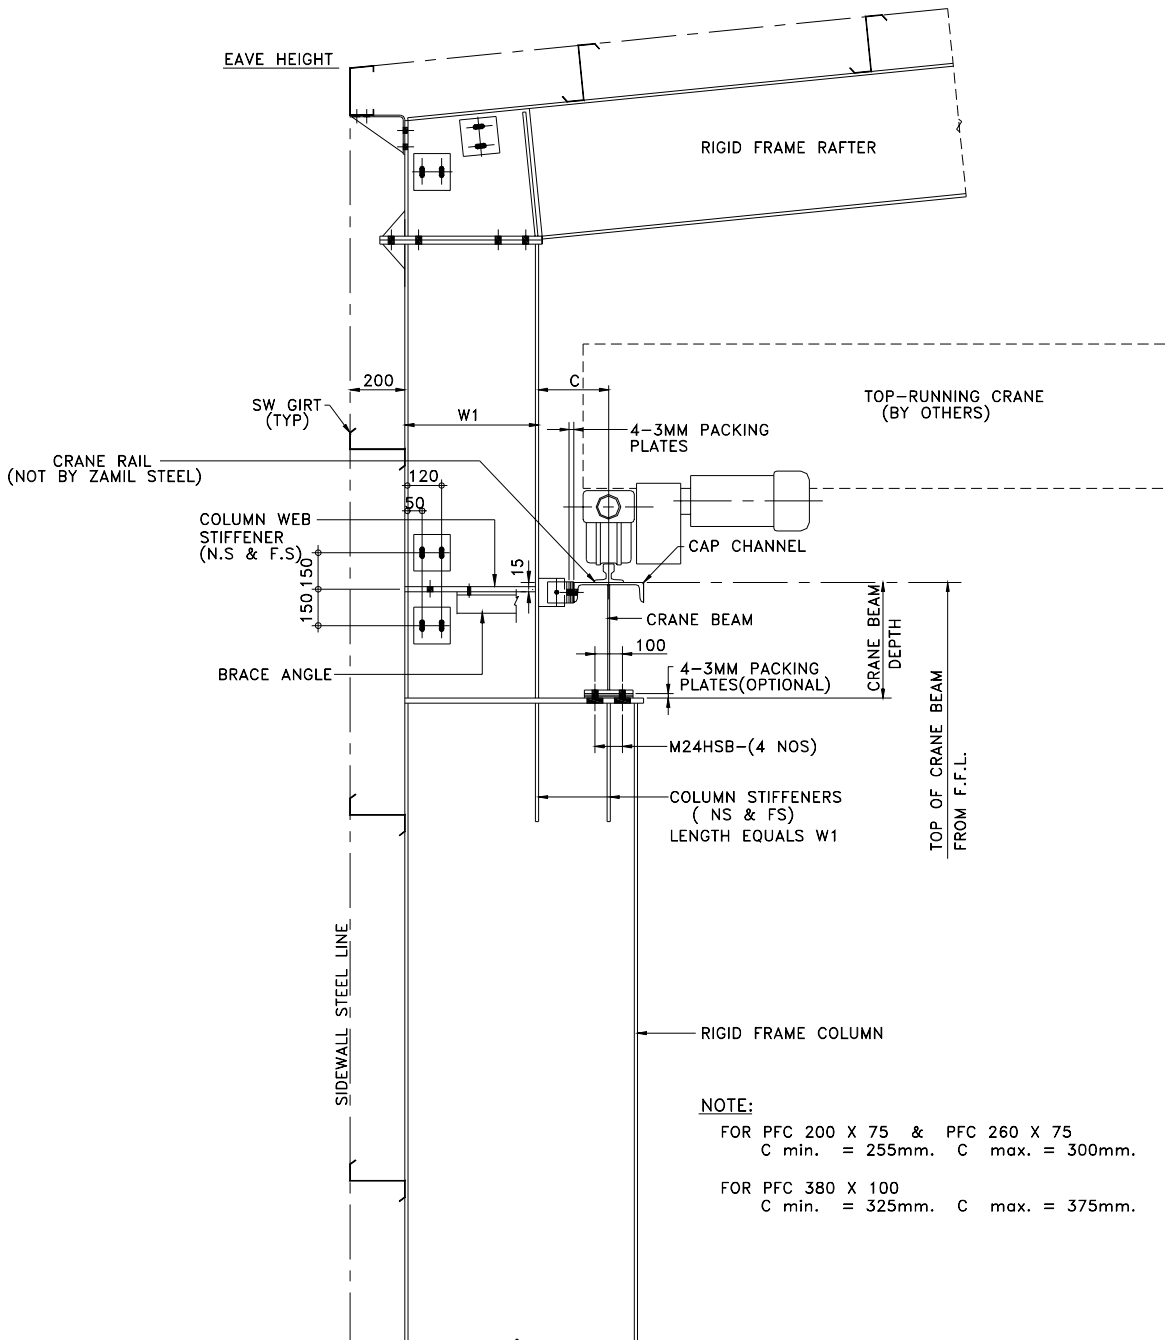 EAVE HEIGHT
RIGID FRAME RAFTER
200
C
TOP-RUNNING CRANE
(BY OTHERS)
SW GIRT
(TYP)
W1
4-3MM PACKING
PLATES
CRANE RAIL
(NOT BY ZAMIL STEEL)
120
50
COLUMN WEB
STIFFENER
(N.S & F.S)
CAP CHANNEL
15
150
150
CRANE BEAM
100
BRACE ANGLE
4-3MM PACKING
PLATES(OPTIONAL)
CRANE BEAM
DEPTH
M24HSB-(4 NOS)
TOP OF CRANE BEAM
FROM F.F.L.
COLUMN STIFFENERS
( NS & FS)
LENGTH EQUALS W1
SIDEWALL STEEL LINE
RIGID FRAME COLUMN
NOTE:
FOR PFC 200 X 75 & PFC 260 X 75
C min. = 255mm. C max. = 300mm.
FOR PFC 380 X 100
C min. = 325mm. C max. = 375mm.